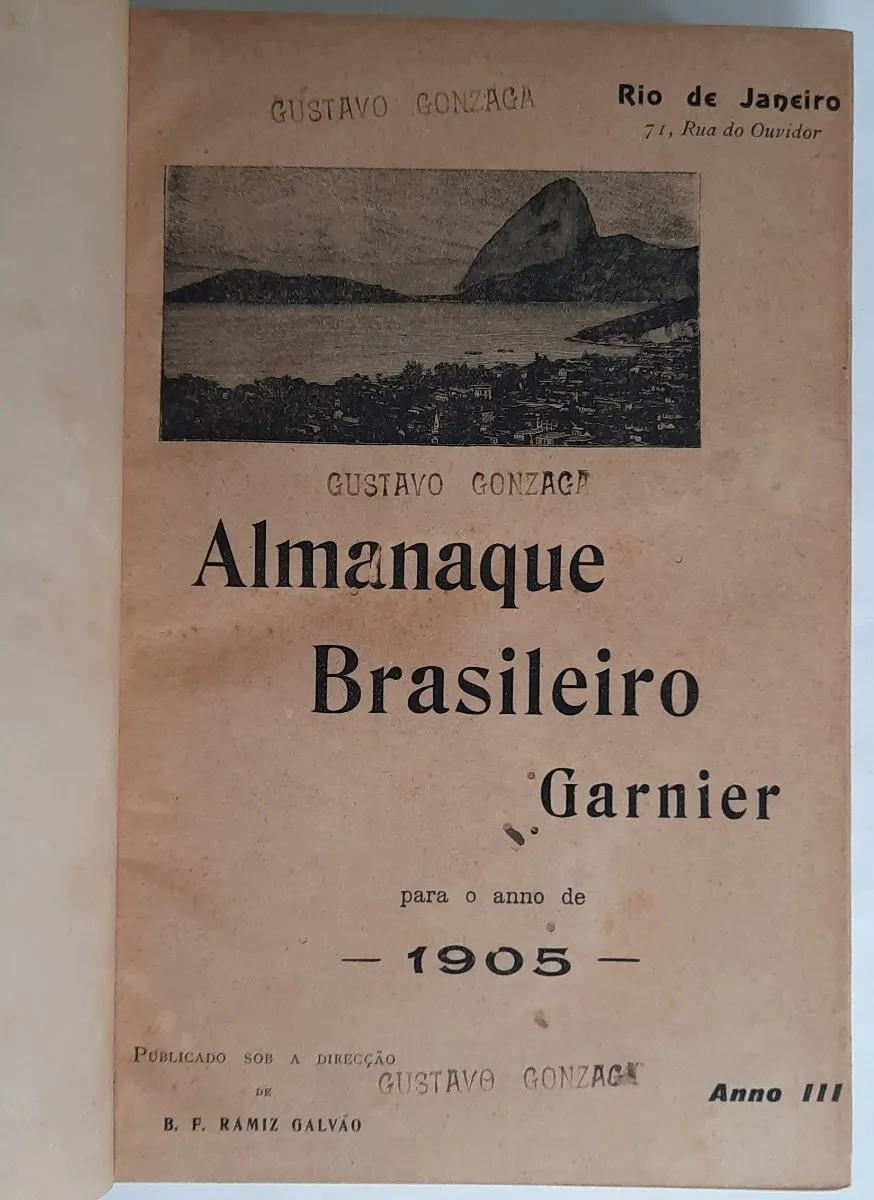 GUSTAVO GONZAGA
Rio de Janeiro
71, Rua do Ouvidor
GUSTAVO GONZAGA
Almanaque
Brasileiro
Garnier
para o anno de
— 1905 —
PUBLICADO SOB A DIRECÇÃO
DE
B. F. RAMIZ GALVÃO
GUSTAVO GONZAGA
Anno III